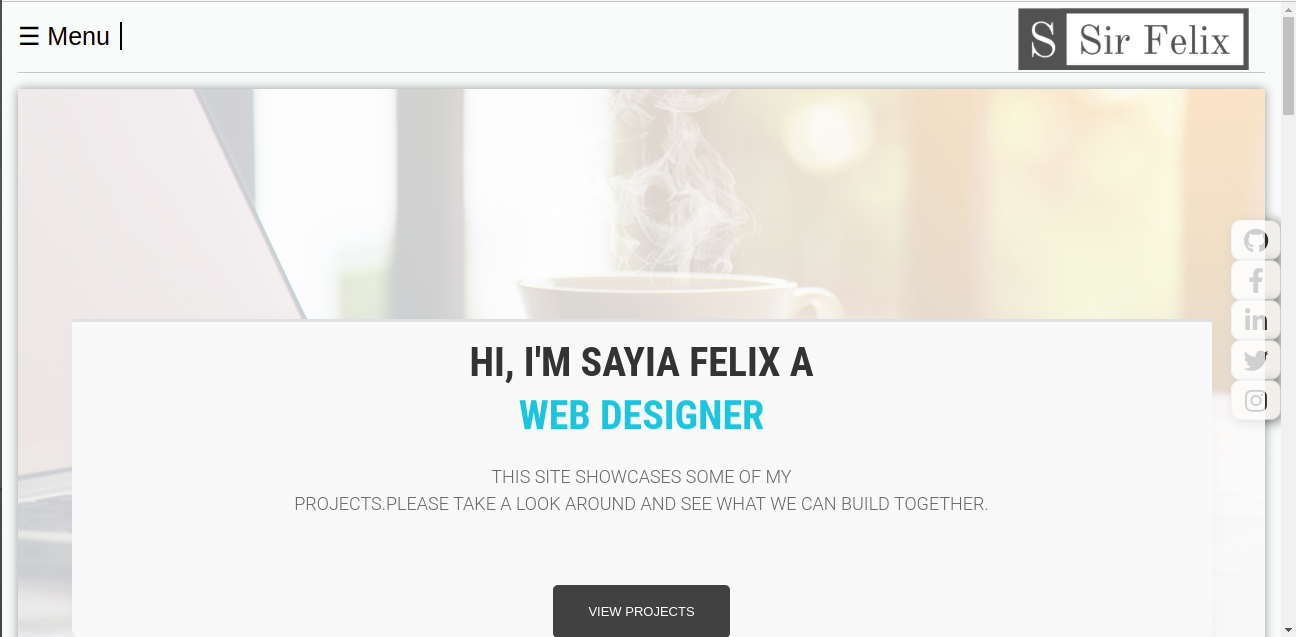 ☰ Menu
S Sir Felix
HI, I'M SAYIA FELIX A
WEB DESIGNER
THIS SITE SHOWCASES SOME OF MY
PROJECTS.PLEASE TAKE A LOOK AROUND AND SEE WHAT WE CAN BUILD TOGETHER.
VIEW PROJECTS